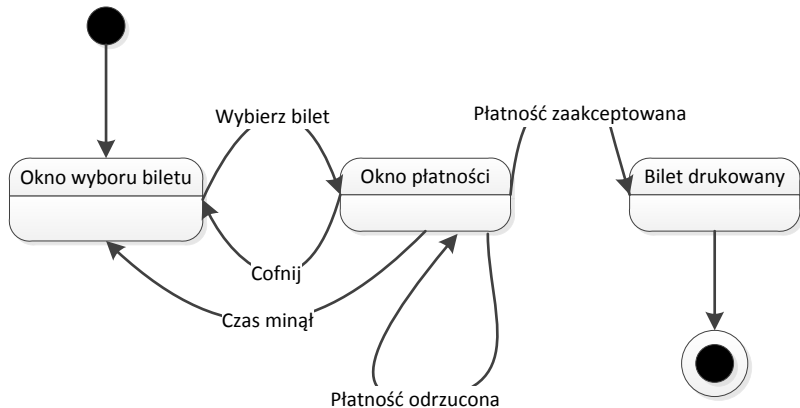 Wybierz bilet
Płatność zaakceptowana
Okno wyboru biletu
Okno płatności
Bilet drukowany
Cofnij
Czas minął
Płatność odrzucona